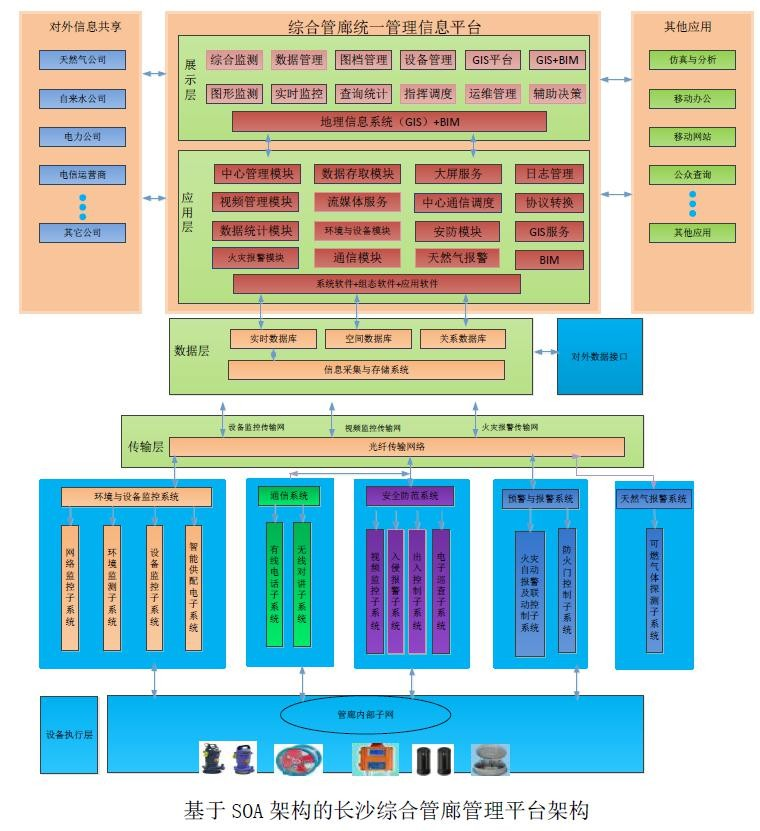 对外信息共享
天然气公司
自来水公司
电力公司
电信运营商
其它公司
综合管廊统一管理信息平台
展示层
综合监测 数据管理 图档管理 设备管理 GIS平台 GIS+BIM
图形监测 实时监控 查询统计 指挥调度 运维管理 辅助决策
地理信息系统（GIS）+BIM
应用层
中心管理模块 数据存取模块 大屏服务 日志管理
视频管理模块 流媒体服务 中心通信调度 协议转换
数据统计模块 环境与设备模块 安防模块 GIS服务
火灾报警模块 通信模块 天然气报警 BIM
系统软件+组态软件+应用软件
其他应用
仿真与分析
移动办公
移动网站
公众查询
其他应用
数据层
实时数据库 空间数据库 关系数据库
信息采集与存储系统
对外数据接口
传输层
设备监控传输网 视频监控传输网 火灾报警传输网
光纤传输网络
环境与设备监控系统
网络监控子系统
环境监测子系统
设备监控子系统
智能供配电子系统
通信系统
有线电话子系统
无线对讲子系统
安全防范系统
视频监控子系统
入侵报警子系统
出入控制子系统
电子巡查子系统
预警与报警系统
火灾自动报警及联动控制子系统
防火门控制子系统
天然气报警系统
可燃气体探测子系统
设备执行层
管廊内部子网
基于 SOA 架构的长沙综合管廊管理平台架构